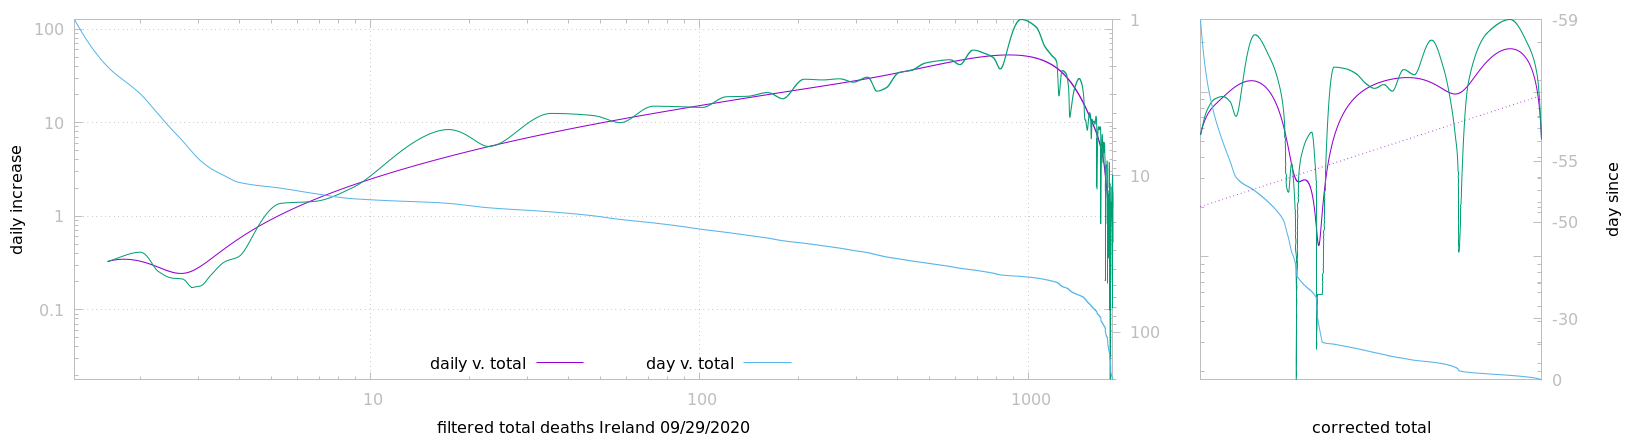 100
10
1
0.1
daily increase
daily v. total
day v. total
10
100
1000
filtered total deaths Ireland 09/29/2020
1
10
100
-59
-55
-50
-30
0
day since
corrected total